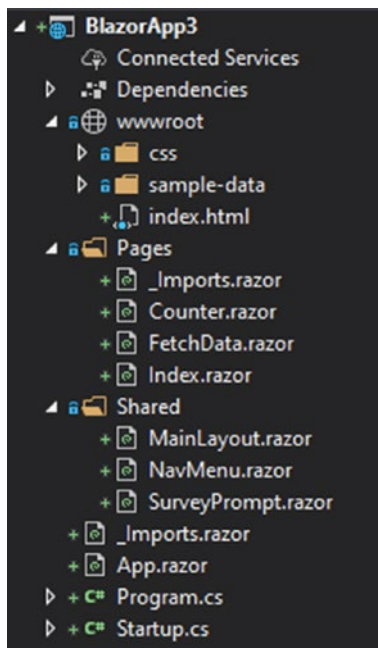 BlazorApp3
Connected Services
Dependencies
wwwroot
css
sample-data
index.html
Pages
_Imports.razor
Counter.razor
FetchData.razor
Index.razor
Shared
MainLayout.razor
NavMenu.razor
SurveyPrompt.razor
_Imports.razor
App.razor
C# Program.cs
C# Startup.cs